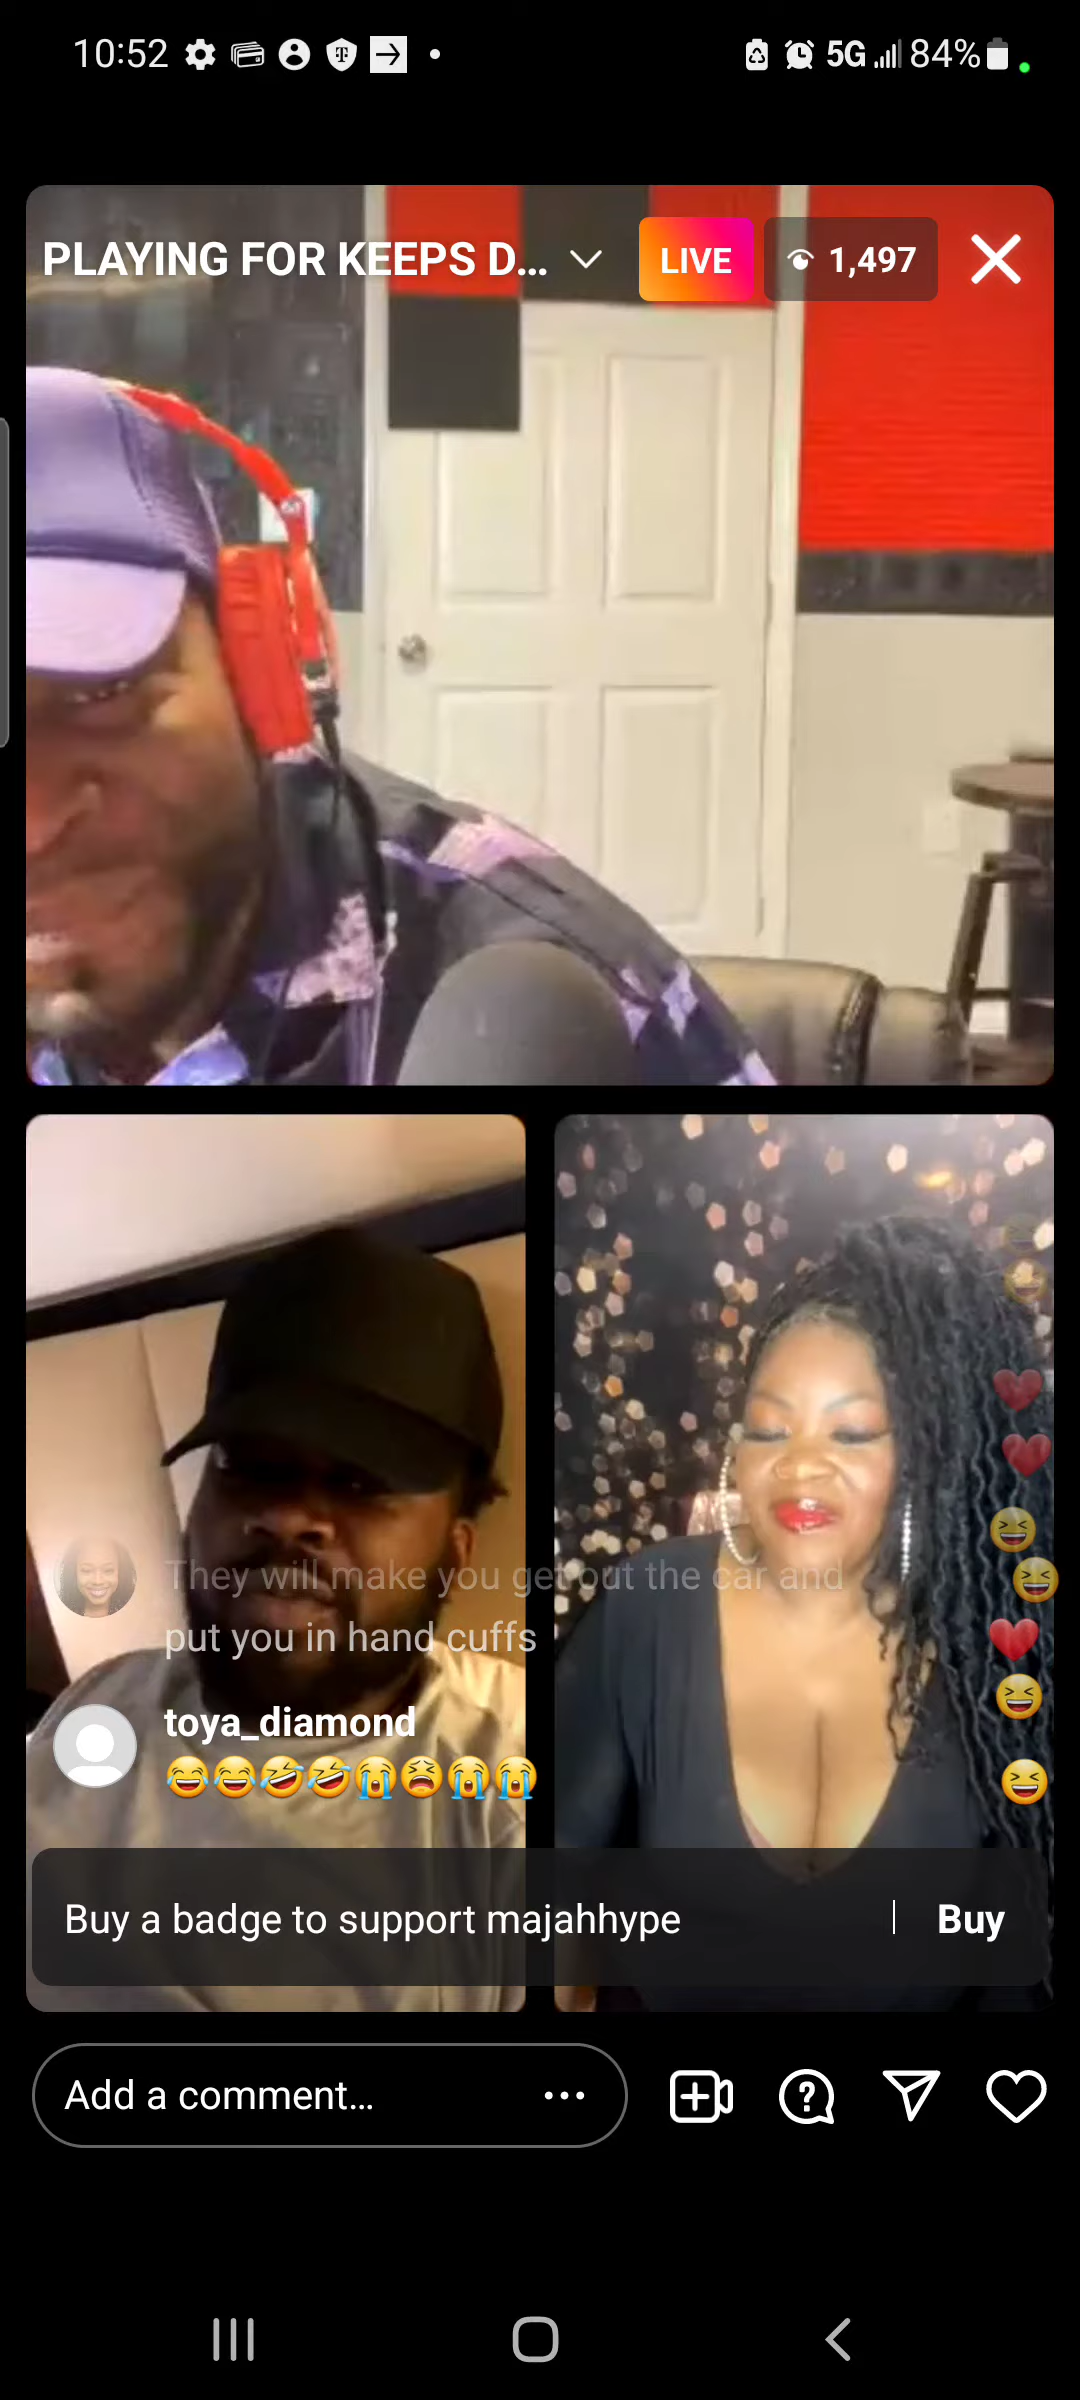 10:52 5G 84%
PLAYING FOR KEEPS D... LIVE 1,497
They will make you get out the car and
put you in hand cuffs
toya_diamond
😂😂🤣🤣😭😫😭😭
Buy a badge to support majahhype | Buy
Add a comment...